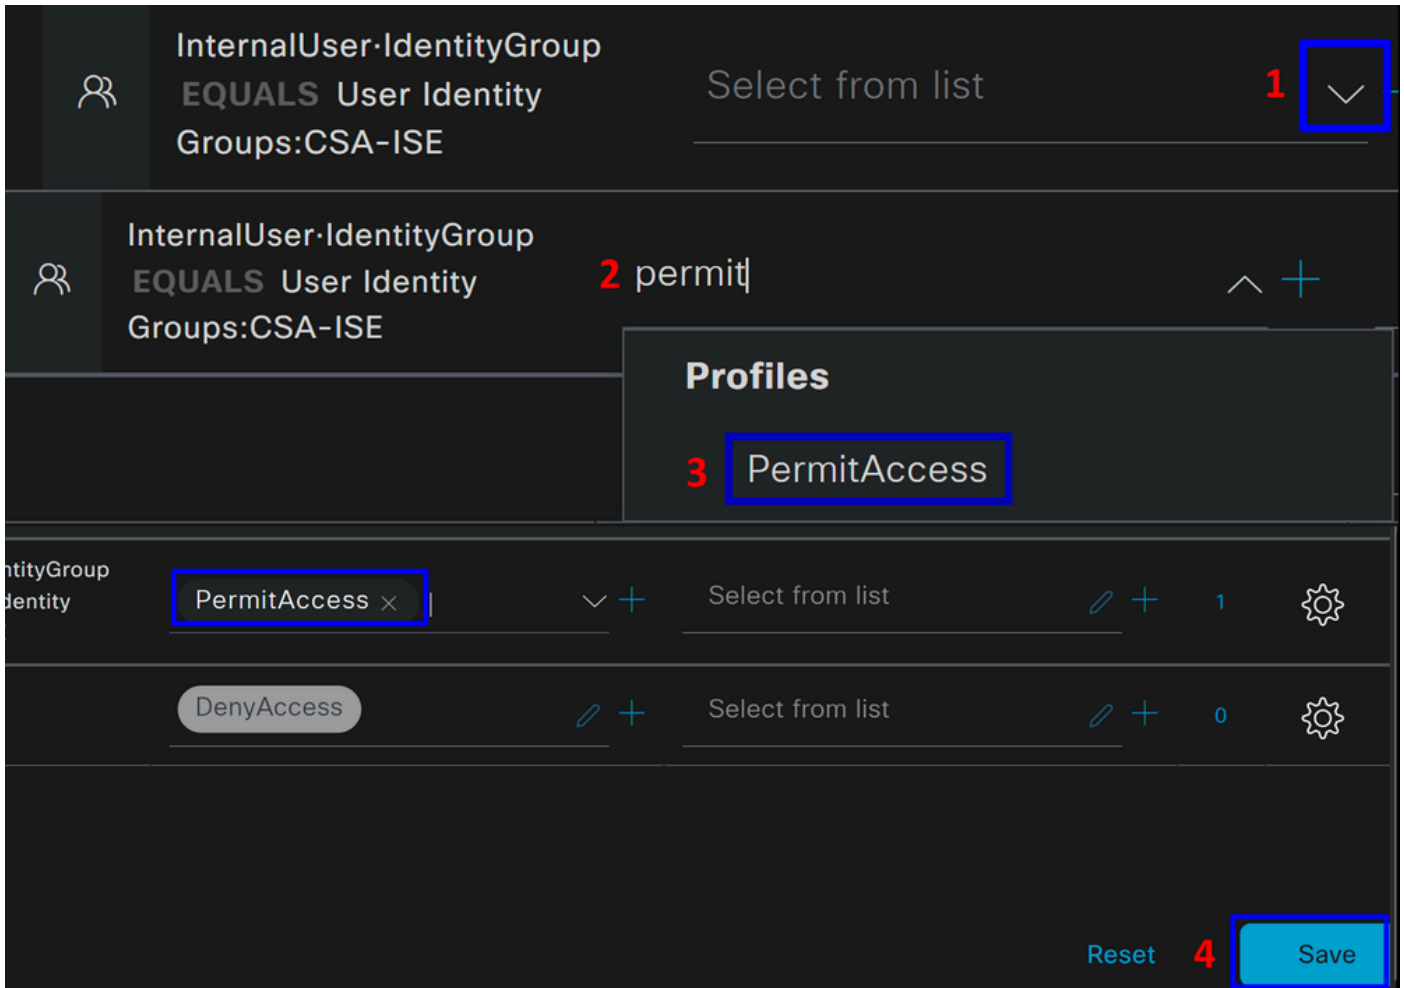 InternalUser·IdentityGroup
EQUALS User Identity
Groups:CSA-ISE
Select from list
1
InternalUser·IdentityGroup
EQUALS User Identity
Groups:CSA-ISE
2 permit
Profiles
3 PermitAccess
ntityGroup
dentity
PermitAccess
Select from list
1
DenyAccess
Select from list
0
Reset
4
Save